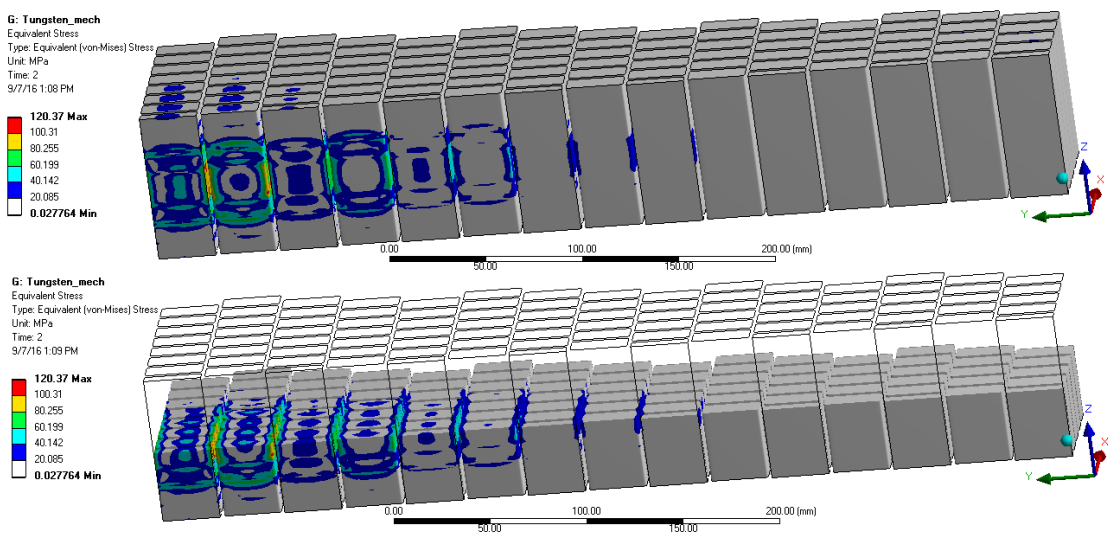 G: Tungsten_mech
Equivalent Stress
Type: Equivalent (von-Mises) Stress
Unit: MPa
Time: 2
9/7/16 1:08 PM
120.37 Max
100.31
80.255
60.199
40.142
20.085
0.027764 Min
Z
X
Y
0.00 100.00 200.00 (mm)
50.00 150.00
G: Tungsten_mech
Equivalent Stress
Type: Equivalent (von-Mises) Stress
Unit: MPa
Time: 2
9/7/16 1:09 PM
120.37 Max
100.31
80.255
60.199
40.142
20.085
0.027764 Min
Z
X
Y
0.00 100.00 200.00 (mm)
50.00 150.00